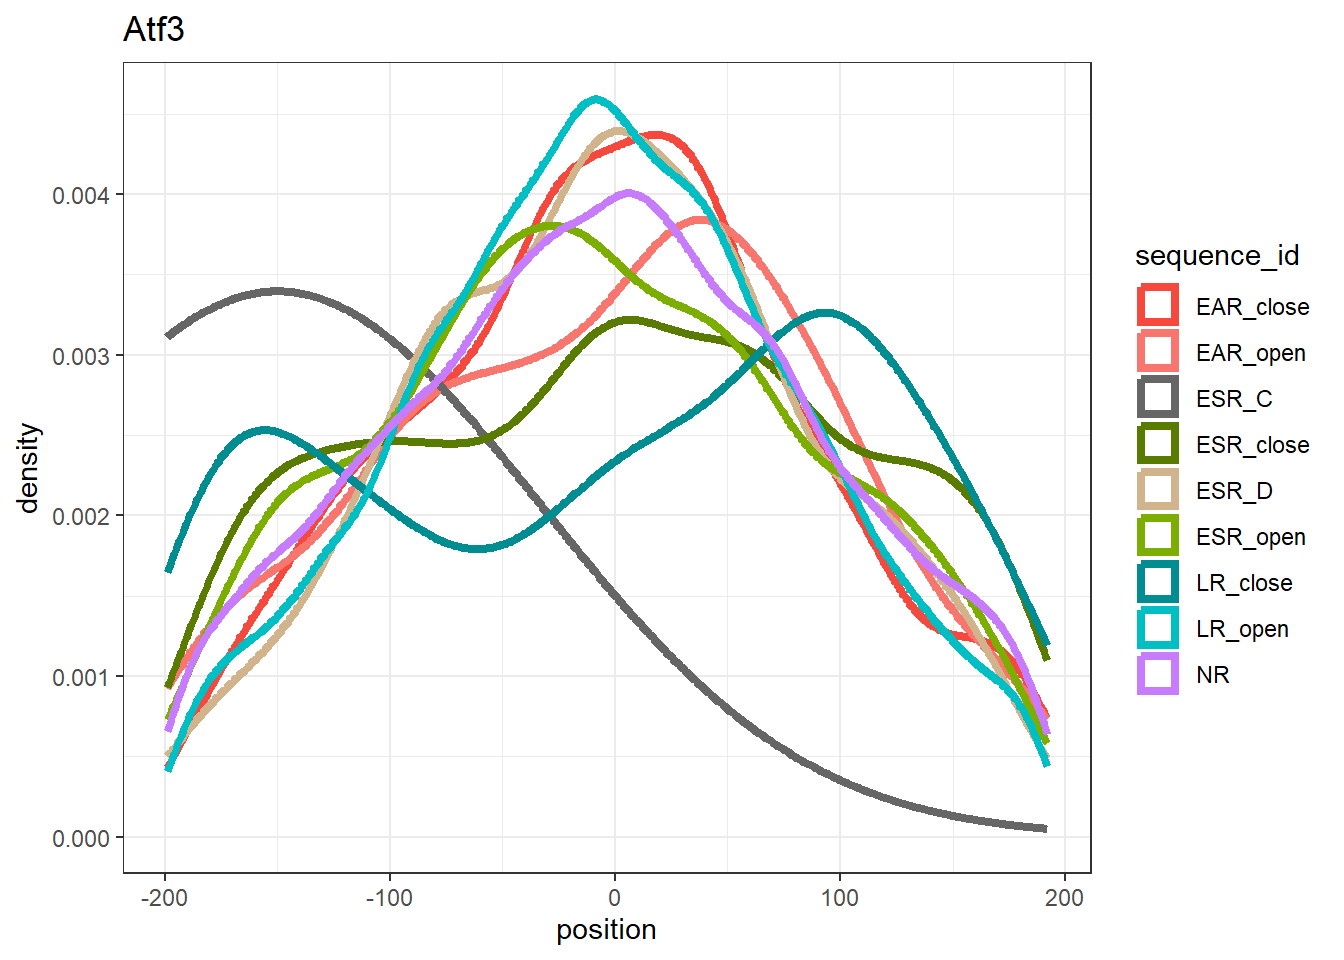 Atf3
density
0.004
0.003
0.002
0.001
0.000
-200
-100
0
100
200
position
sequence_id
EAR_close
EAR_open
ESR_C
ESR_close
ESR_D
ESR_open
LR_close
LR_open
NR